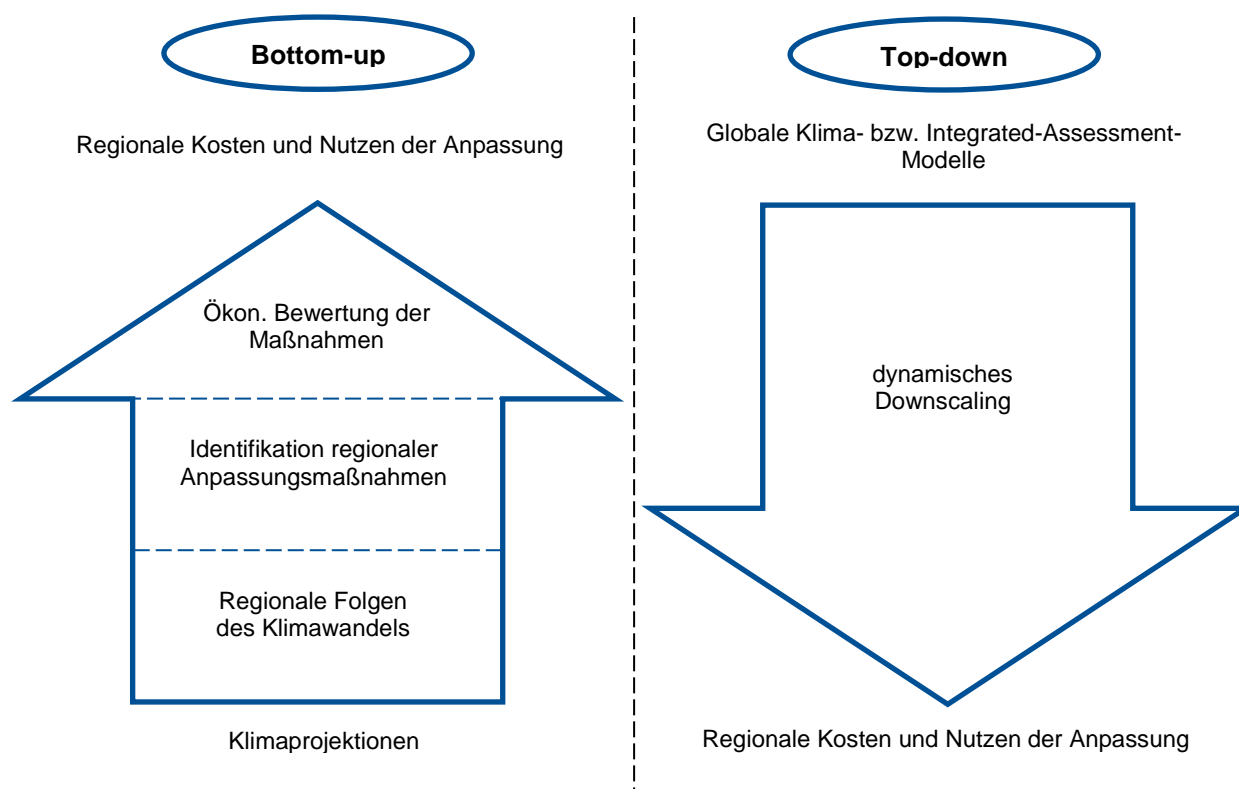 Bottom-up
Regionale Kosten und Nutzen der Anpassung
Ökon. Bewertung der
Maßnahmen
Identifikation regionaler
Anpassungsmaßnahmen
Regionale Folgen
des Klimawandels
Klimaprojektionen
Top-down
Globale Klima- bzw. Integrated-Assessment-
Modelle
dynamisches
Downscaling
Regionale Kosten und Nutzen der Anpassung